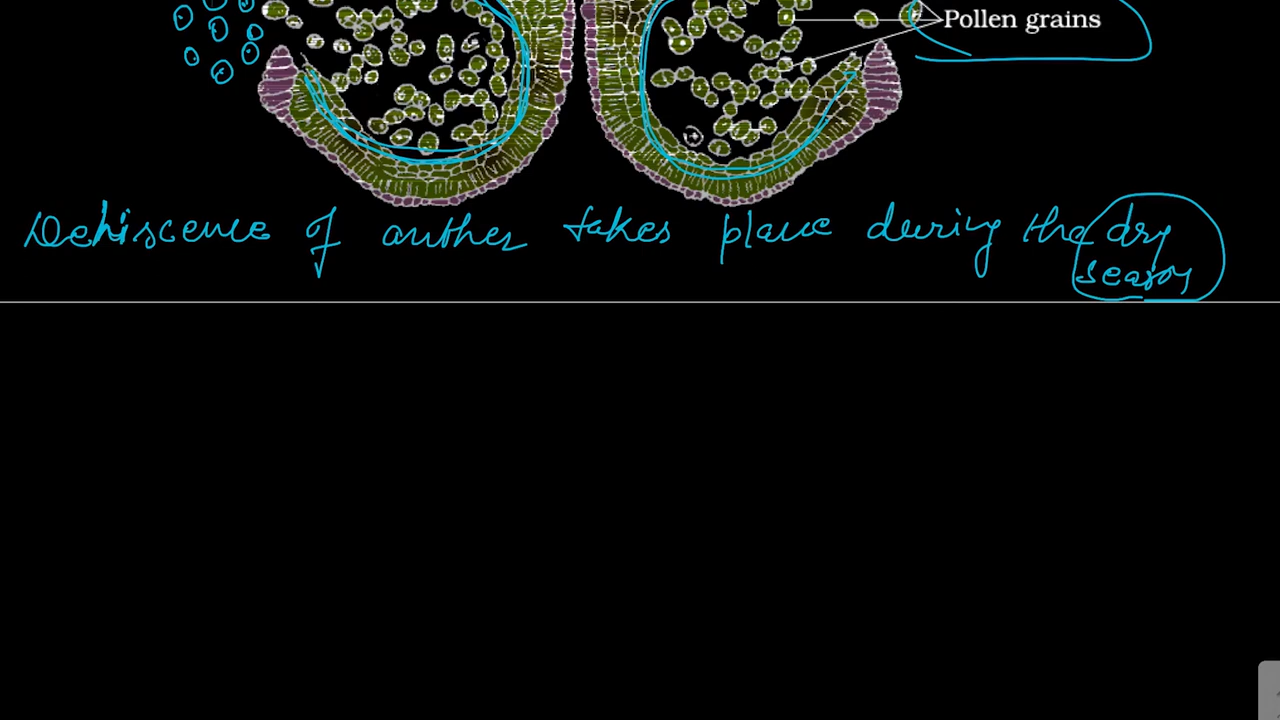 Pollen grains
Dehiscence of anther takes place during the dry
season